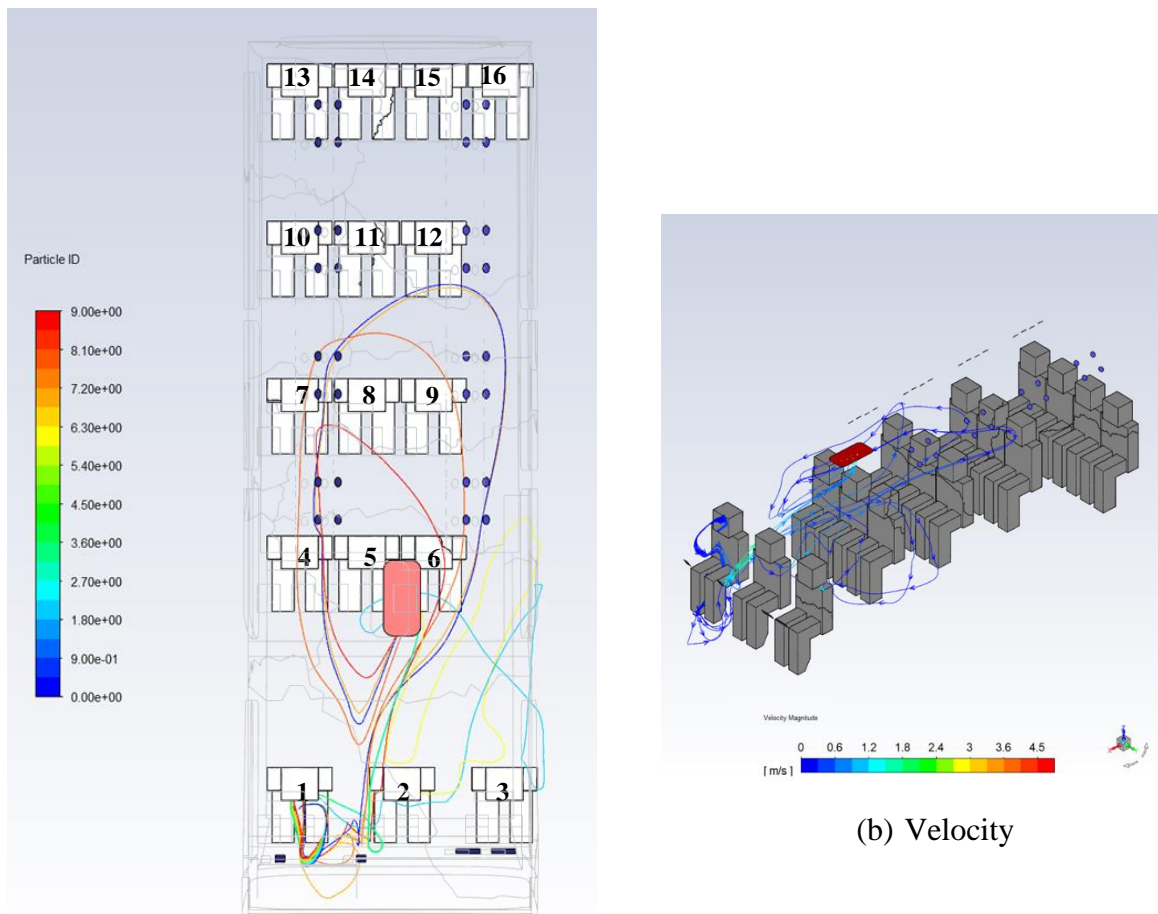 13 14 15 16
10 11 12
Particle ID
9.00e+00
8.10e+00
7.20e+00
6.30e+00
5.40e+00
4.50e+00
3.60e+00
2.70e+00
1.80e+00
9.00e-01
0.00e+00
7 8 9
4 5 6
1 2 3
Velocity Magnitude
0 0.6 1.2 1.8 2.4 3 3.6 4.5
[ m/s ]
(b) Velocity